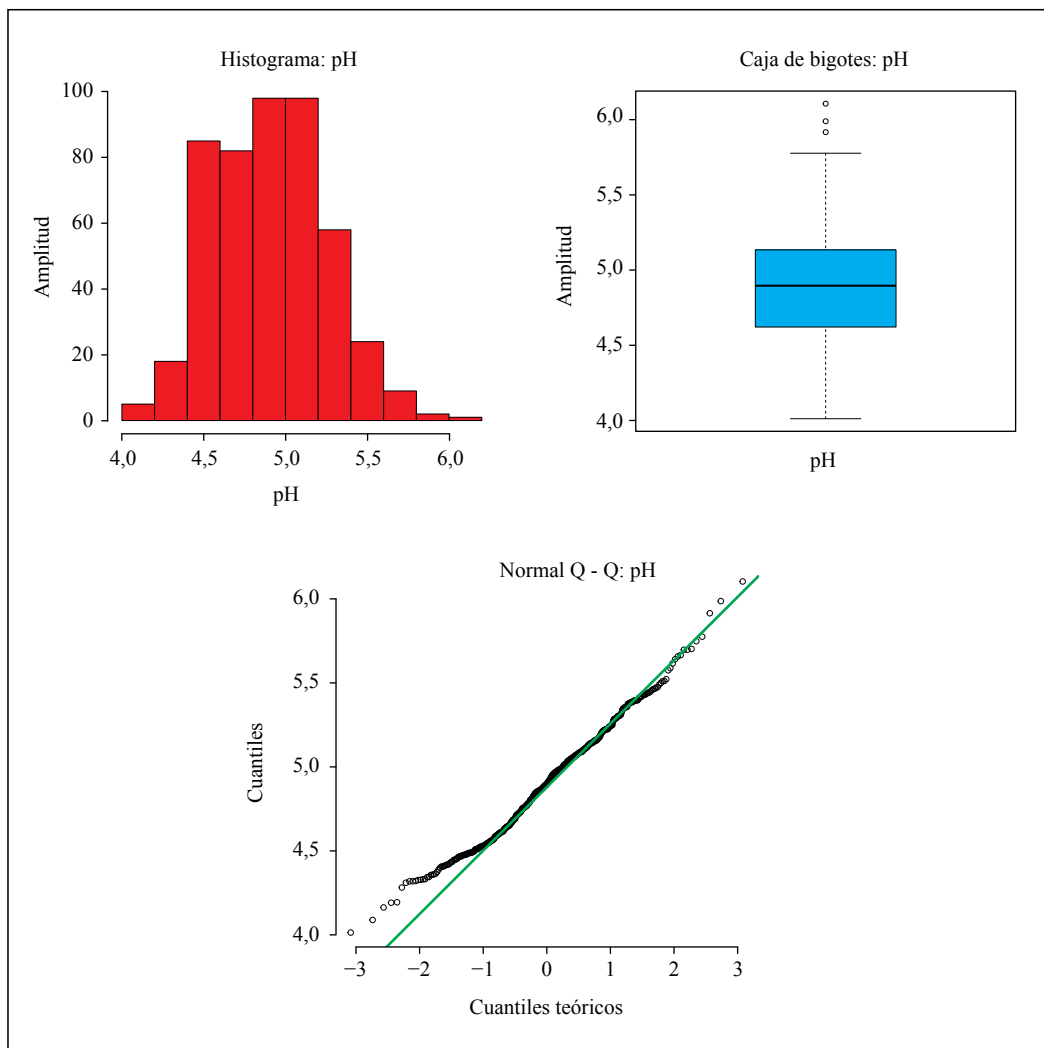 Histograma: pH
100
80
60
40
20
0
Amplitud
4,0 4,5 5,0 5,5 6,0
pH
Caja de bigotes: pH
6,0
5,5
5,0
4,5
4,0
Amplitud
pH
Normal Q - Q: pH
6,0
5,5
5,0
4,5
4,0
Cuantiles
−3 −2 −1 0 1 2 3
Cuantiles teóricos